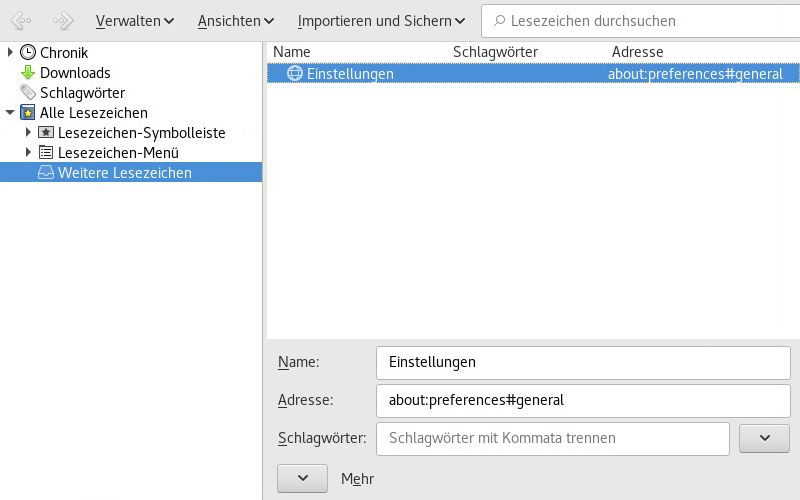 Verwalten Ansichten Importieren und Sichern Lesezeichen durchsuchen
Chronik
Downloads
Schlagwörter
Alle Lesezeichen
Lesezeichen-Symbolleiste
Lesezeichen-Menü
Weitere Lesezeichen
Name Schlagwörter Adresse
Einstellungen about:preferences#general
Name: Einstellungen
Adresse: about:preferences#general
Schlagwörter: Schlagwörter mit Kommata trennen
Mehr